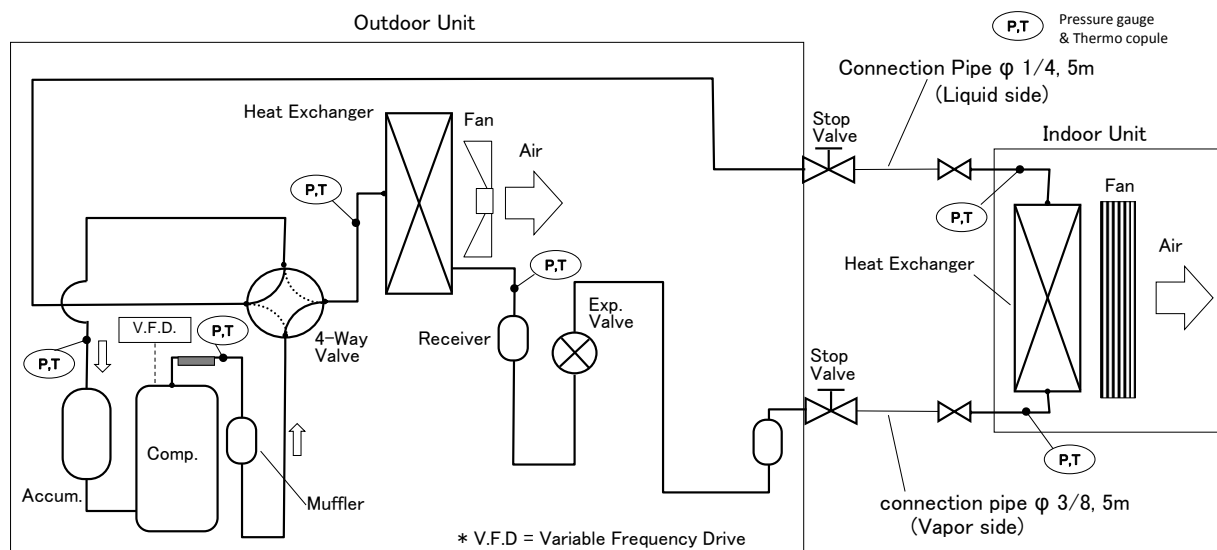 Outdoor Unit
P,T
Pressure gauge
& Thermo copule
Connection Pipe φ 1/4, 5m
(Liquid side)
Heat Exchanger
Fan
Air
Stop
Valve
Indoor Unit
P,T
P,T
Fan
Air
Heat Exchanger
P,T
Exp.
Valve
V.F.D.
P,T
P,T
4-Way
Valve
Receiver
Stop
Valve
Comp.
Accum.
Muffler
P,T
connection pipe φ 3/8, 5m
(Vapor side)
* V.F.D = Variable Frequency Drive